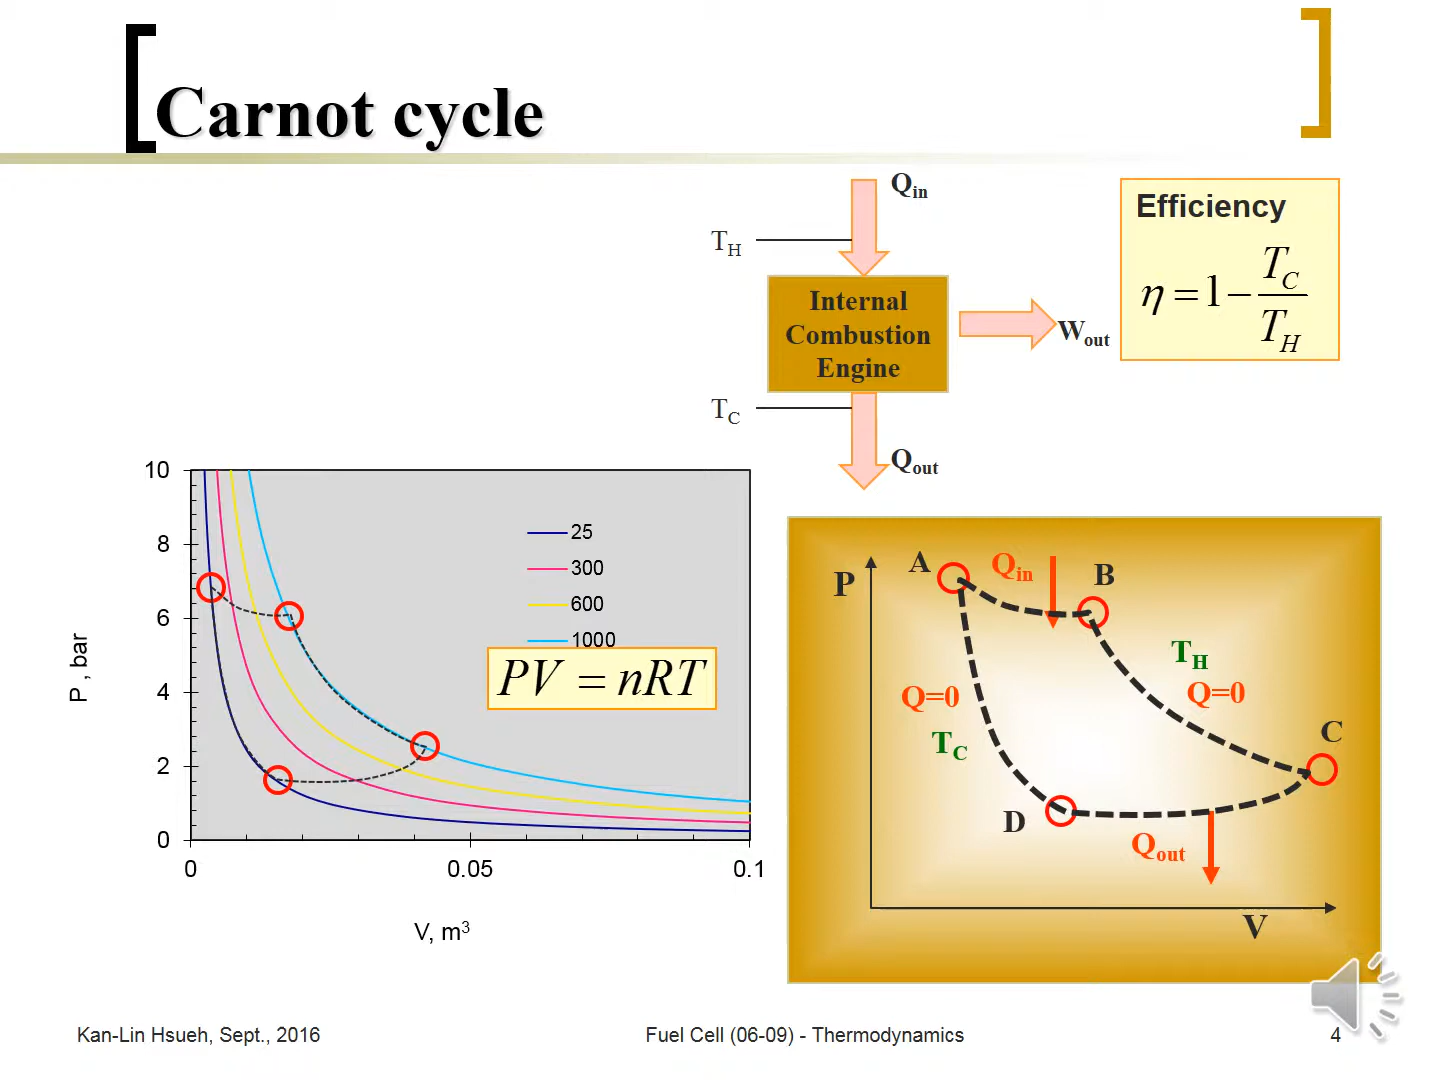 Carnot cycle
Qin
TH
Internal
Combustion
Engine
Wout
TC
Qout
Efficiency
η = 1 − TC / TH
10
8
6
4
2
0
P , bar
0
0.05
0.1
V, m³
25
300
600
1000
PV = nRT
P
A
Qin
B
TH
Q=0
Q=0
TC
C
D
Qout
V
Kan-Lin Hsueh, Sept., 2016
Fuel Cell (06-09) - Thermodynamics
4